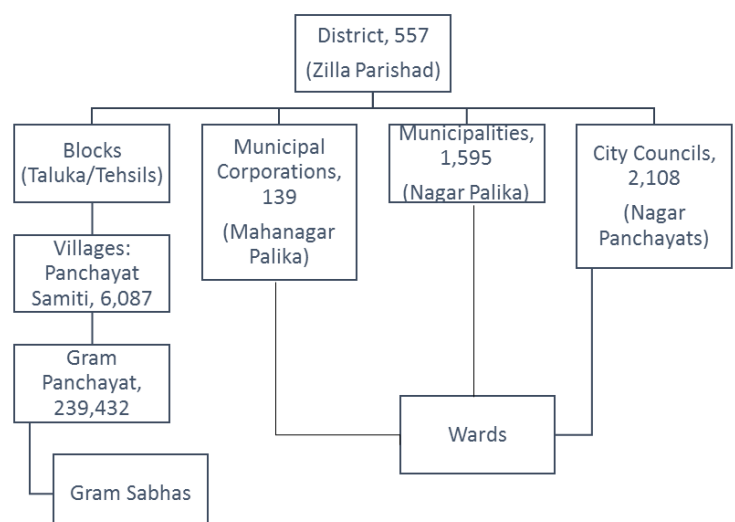 District, 557
(Zilla Parishad)
Blocks
(Taluka/Tehsils)
Municipal
Corporations,
139
(Mahanagar
Palika)
Municipalities,
1,595
(Nagar Palika)
City Councils,
2,108
(Nagar
Panchayats)
Villages:
Panchayat
Samiti, 6,087
Gram
Panchayat,
239,432
Wards
Gram Sabhas